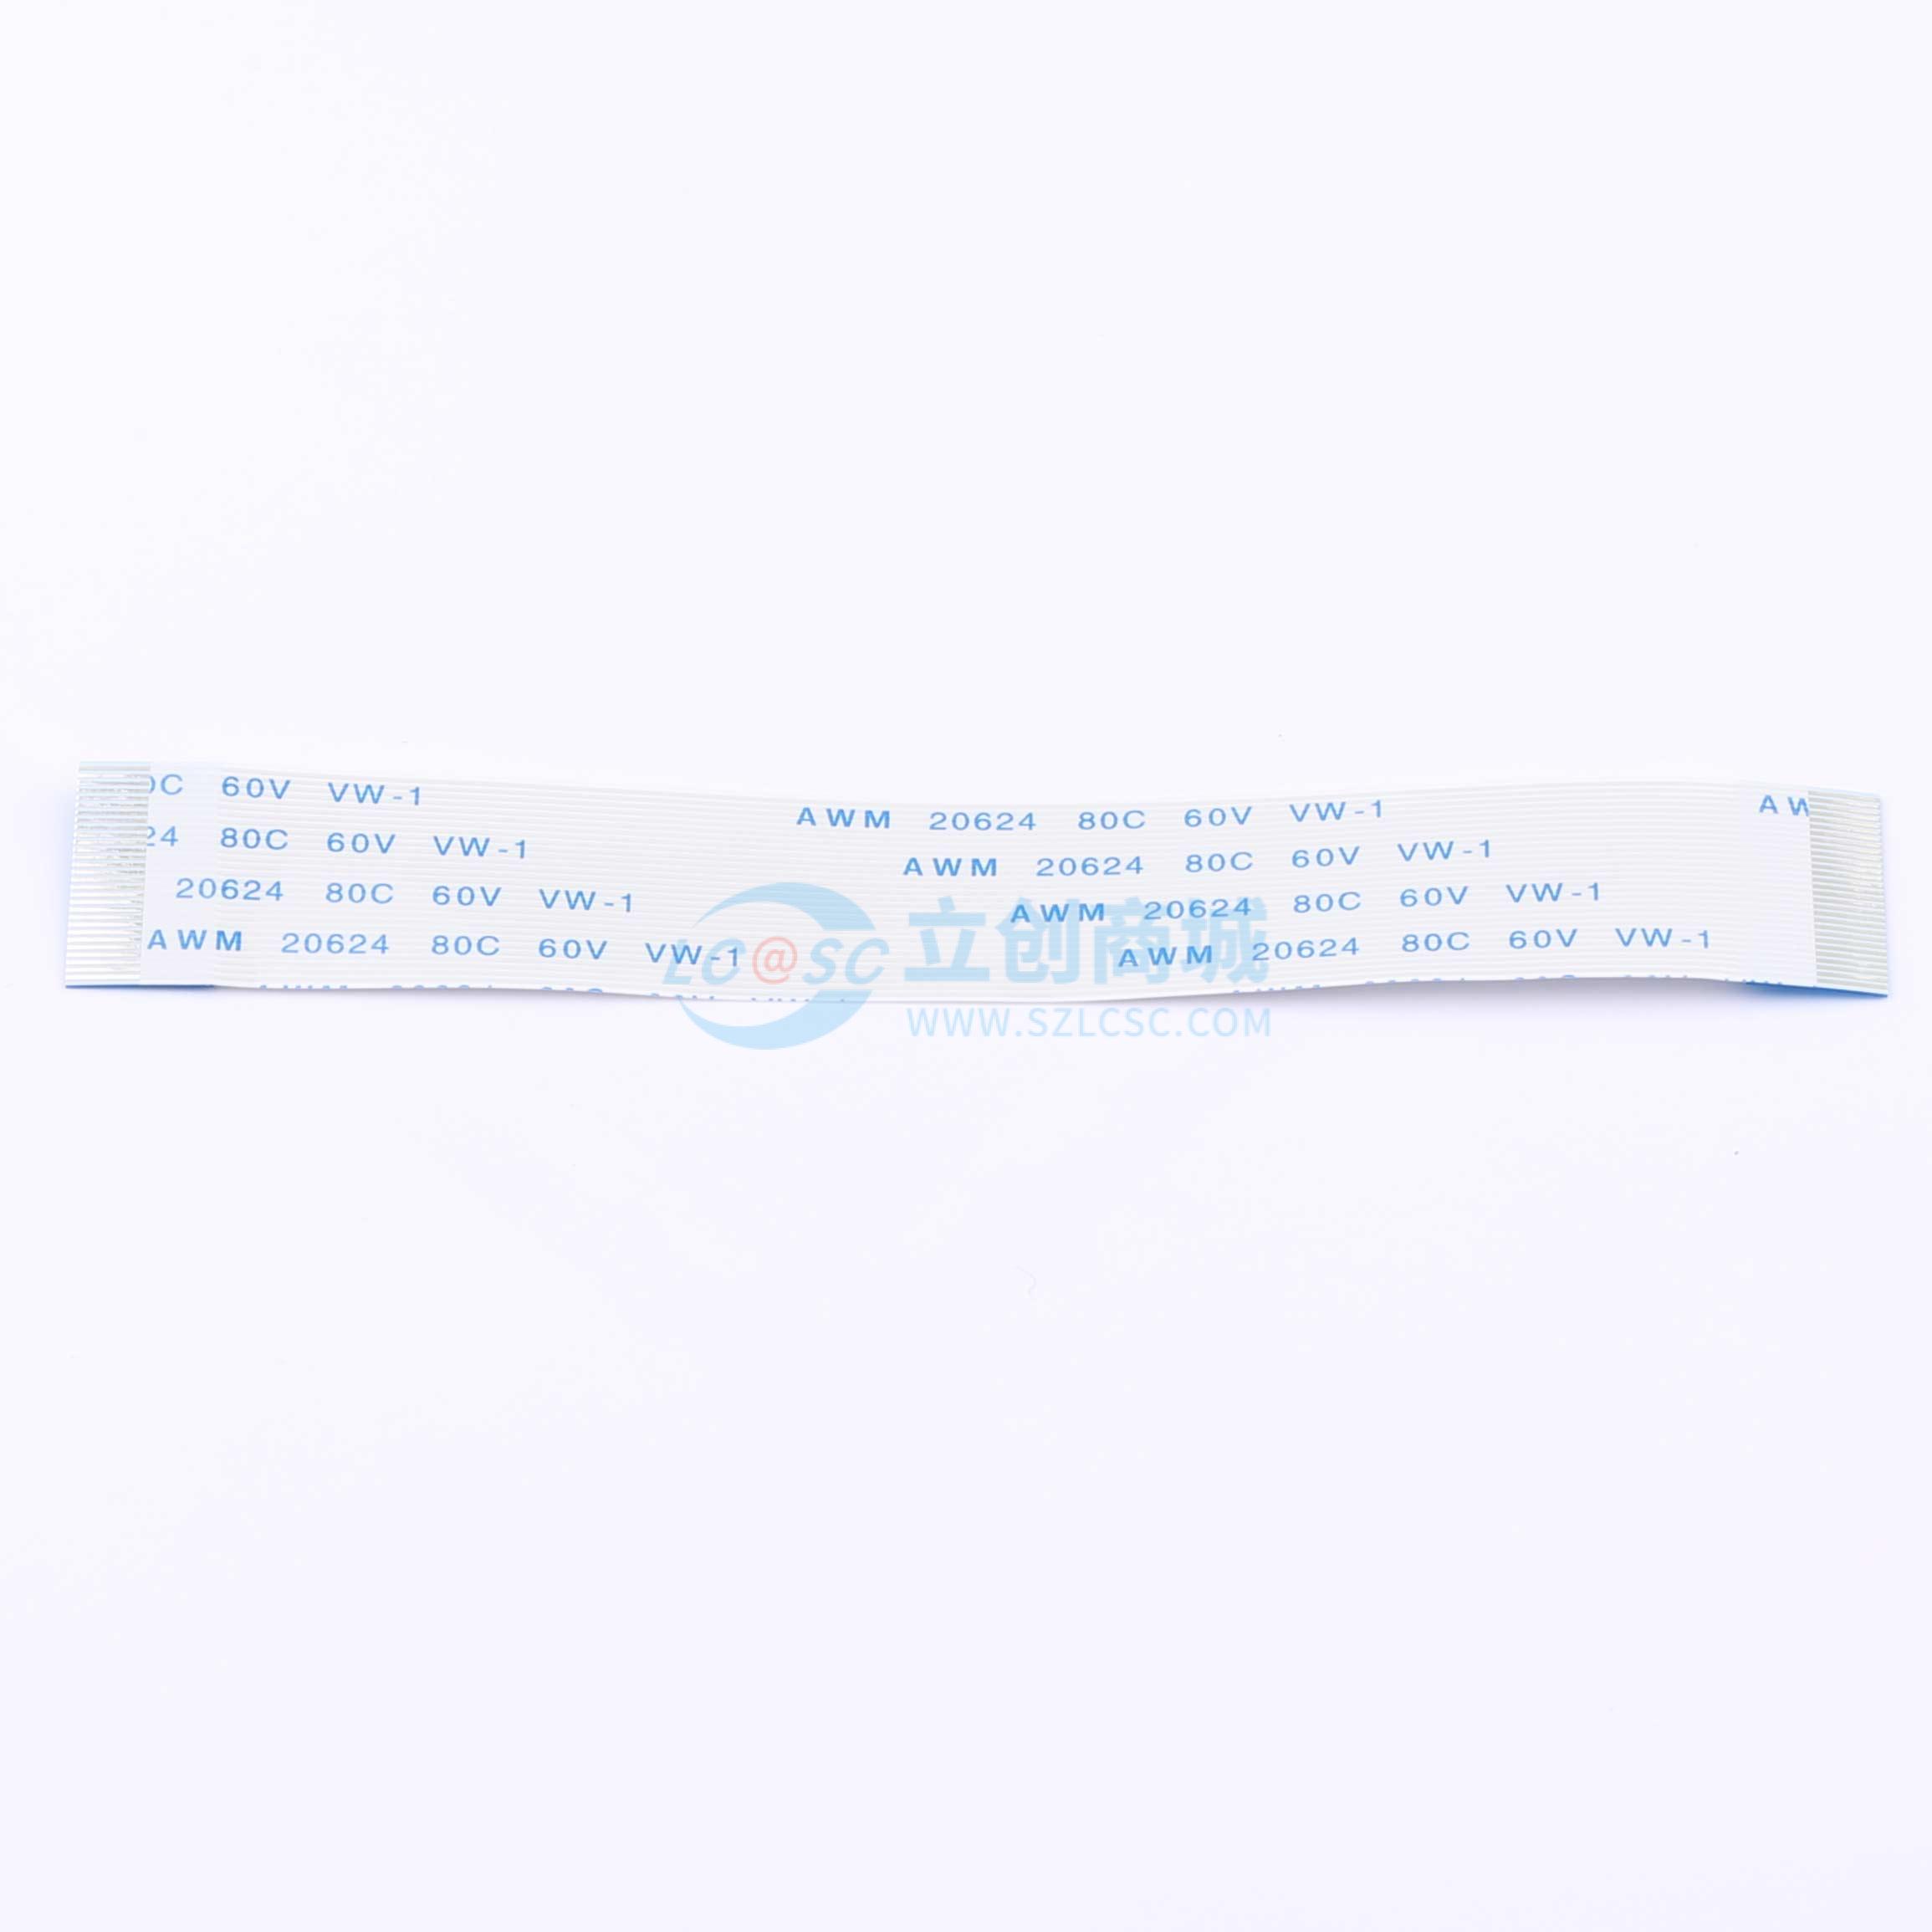 0C 60V VW-1 AWM 20624 80C 60V VW-1 AW
24 80C 60V VW-1 AWM 20624 80C 60V VW-1
20624 80C 60V VW-1 AWM 20624 80C 60V VW-1
AWM 20624 80C 60V VW-1 AWM 20624 80C 60V VW-1
LC@SC 立创商城
WWW.SZLCSC.COM